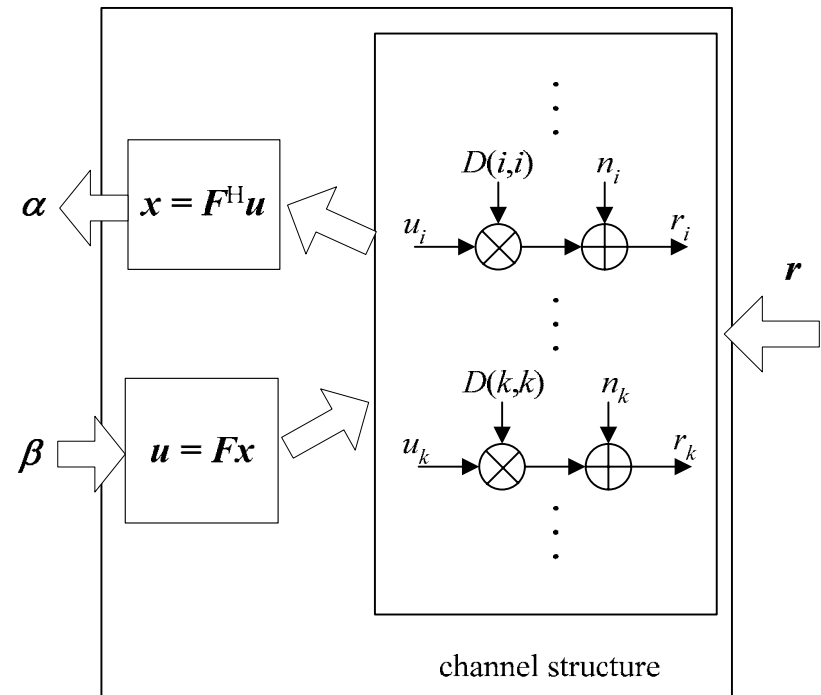 D(i,i) n_i
α x = F^H u u_i r_i
r
D(k,k) n_k
β u = Fx u_k r_k
channel structure